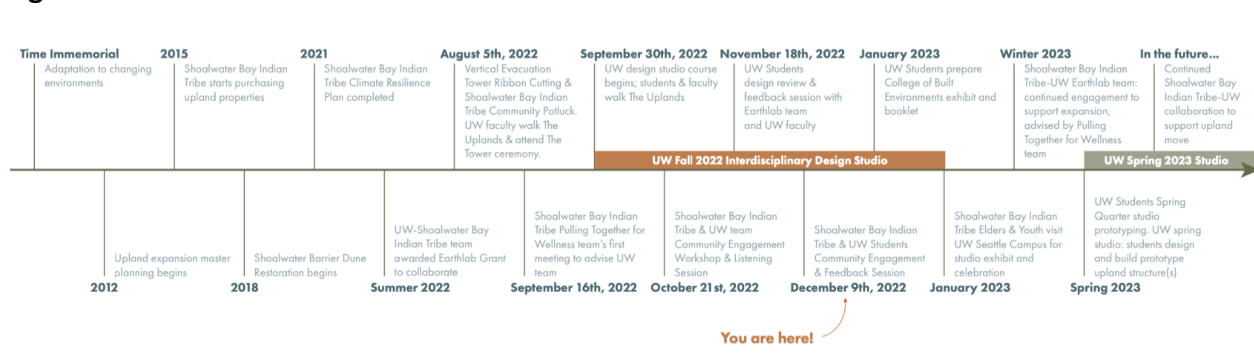 Time Immemorial
Adaptation to changing
environments
2015
Shoalwater Bay Indian
Tribe starts purchasing
upland properties
2021
Shoalwater Bay Indian
Tribe Climate Resilience
Plan completed
August 5th, 2022
Vertical Evacuation
Tower Ribbon Cutting &
Shoalwater Bay Indian
Tribe Community Potluck.
UW faculty walk The
Uplands & attend The
Tower ceremony.
September 30th, 2022
UW design studio course
begins; students & faculty
walk The Uplands
November 18th, 2022
UW Students
design review &
feedback session with
Earthlab team
and UW faculty
January 2023
UW Students prepare
College of Built
Environments exhibit and
booklet
Winter 2023
Shoalwater Bay Indian
Tribe-UW Earthlab team:
continued engagement to
support expansion,
advised by Pulling
Together for Wellness
team
In the future...
Continued
Shoalwater Bay
Indian Tribe-UW
collaboration to
support upland
move
UW Fall 2022 Interdisciplinary Design Studio
UW Spring 2023 Studio
Upland expansion master
planning begins
2012
Shoalwater Barrier Dune
Restoration begins
2018
UW-Shoalwater Bay
Indian Tribe team
awarded Earthlab Grant
to collaborate
Summer 2022
Shoalwater Bay Indian
Tribe Pulling Together for
Wellness team's first
meeting to advise UW
team
September 16th, 2022
Shoalwater Bay Indian
Tribe & UW team
Community Engagement
Workshop & Listening
Session
October 21st, 2022
Shoalwater Bay Indian
Tribe & UW Students
Community Engagement
& Feedback Session
December 9th, 2022
Shoalwater Bay Indian
Tribe Elders & Youth visit
UW Seattle Campus for
studio exhibit and
celebration
January 2023
UW Students Spring
Quarter studio
prototyping. UW spring
studio: students design
and build prototype
upland structure(s)
Spring 2023
You are here!